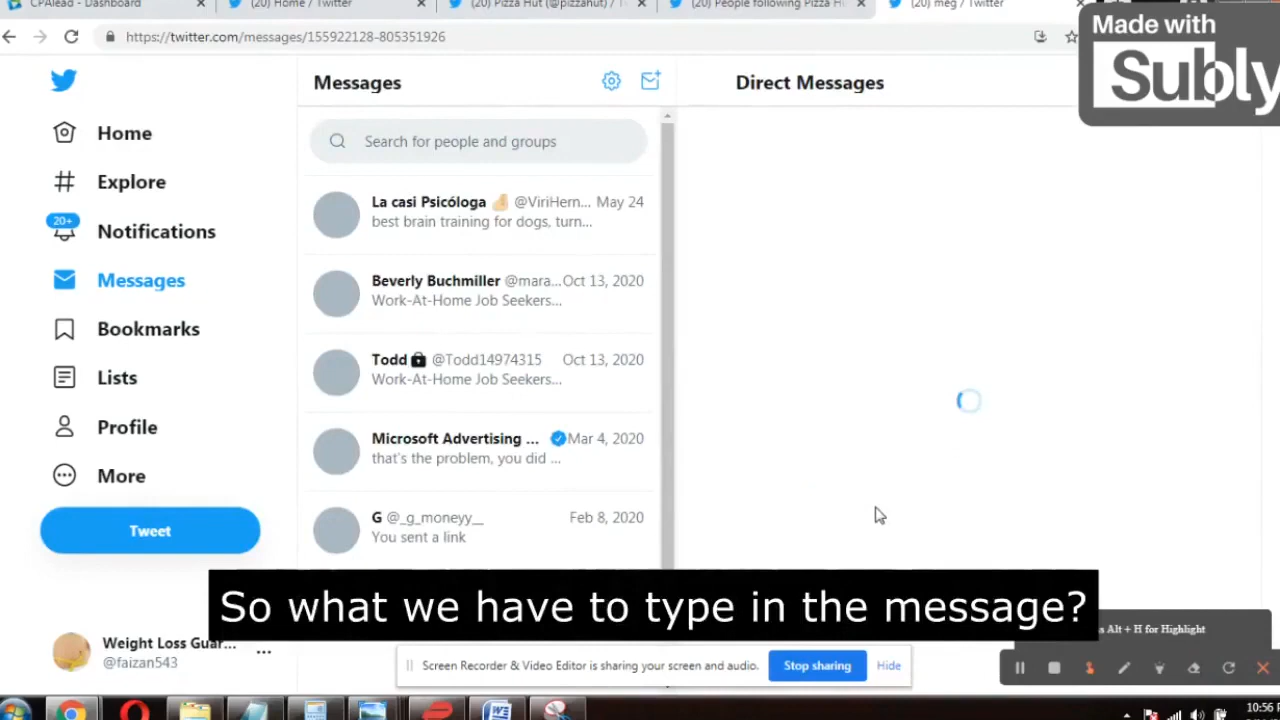 CPAlead - Dashboard
(20) Home / Twitter
(20) Pizza Hut (@pizzahut) / T
(20) People following Pizza H
(20) meg / Twitter
https://twitter.com/messages/155922128-805351926
Made with
Subly
Messages
Direct Messages
Home
Search for people and groups
Explore
20+
Notifications
Messages
Bookmarks
Lists
Profile
More
Tweet
La casi Psicóloga @ViriHern... May 24
best brain training for dogs, turn...
Beverly Buchmiller @mara... Oct 13, 2020
Work-At-Home Job Seekers...
Todd @Todd14974315 Oct 13, 2020
Work-At-Home Job Seekers...
Microsoft Advertising ... Mar 4, 2020
that's the problem, you did ...
G @_g_moneyy__ Feb 8, 2020
You sent a link
So what we have to type in the message?
Weight Loss Guar...
@faizan543
Alt + H for Highlight
Screen Recorder & Video Editor is sharing your screen and audio.
Stop sharing
Hide
10:56